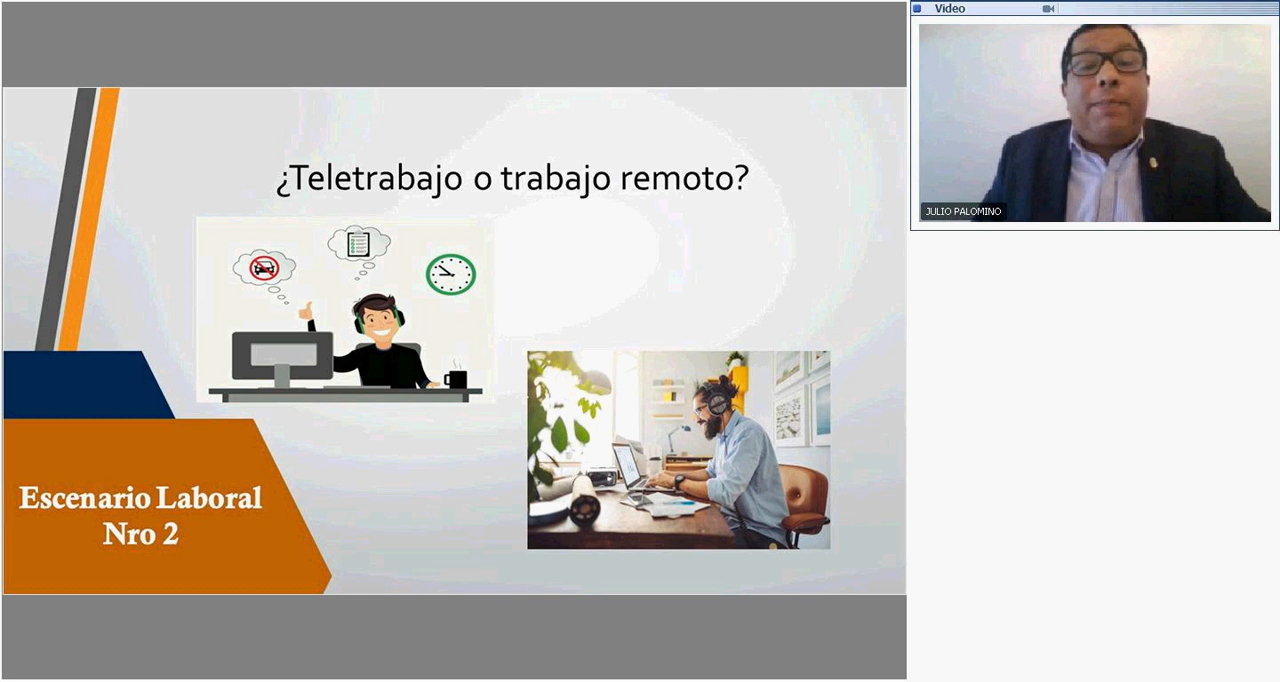 Video
JULIO PALOMINO
¿Teletrabajo o trabajo remoto?
Escenario Laboral
Nro 2